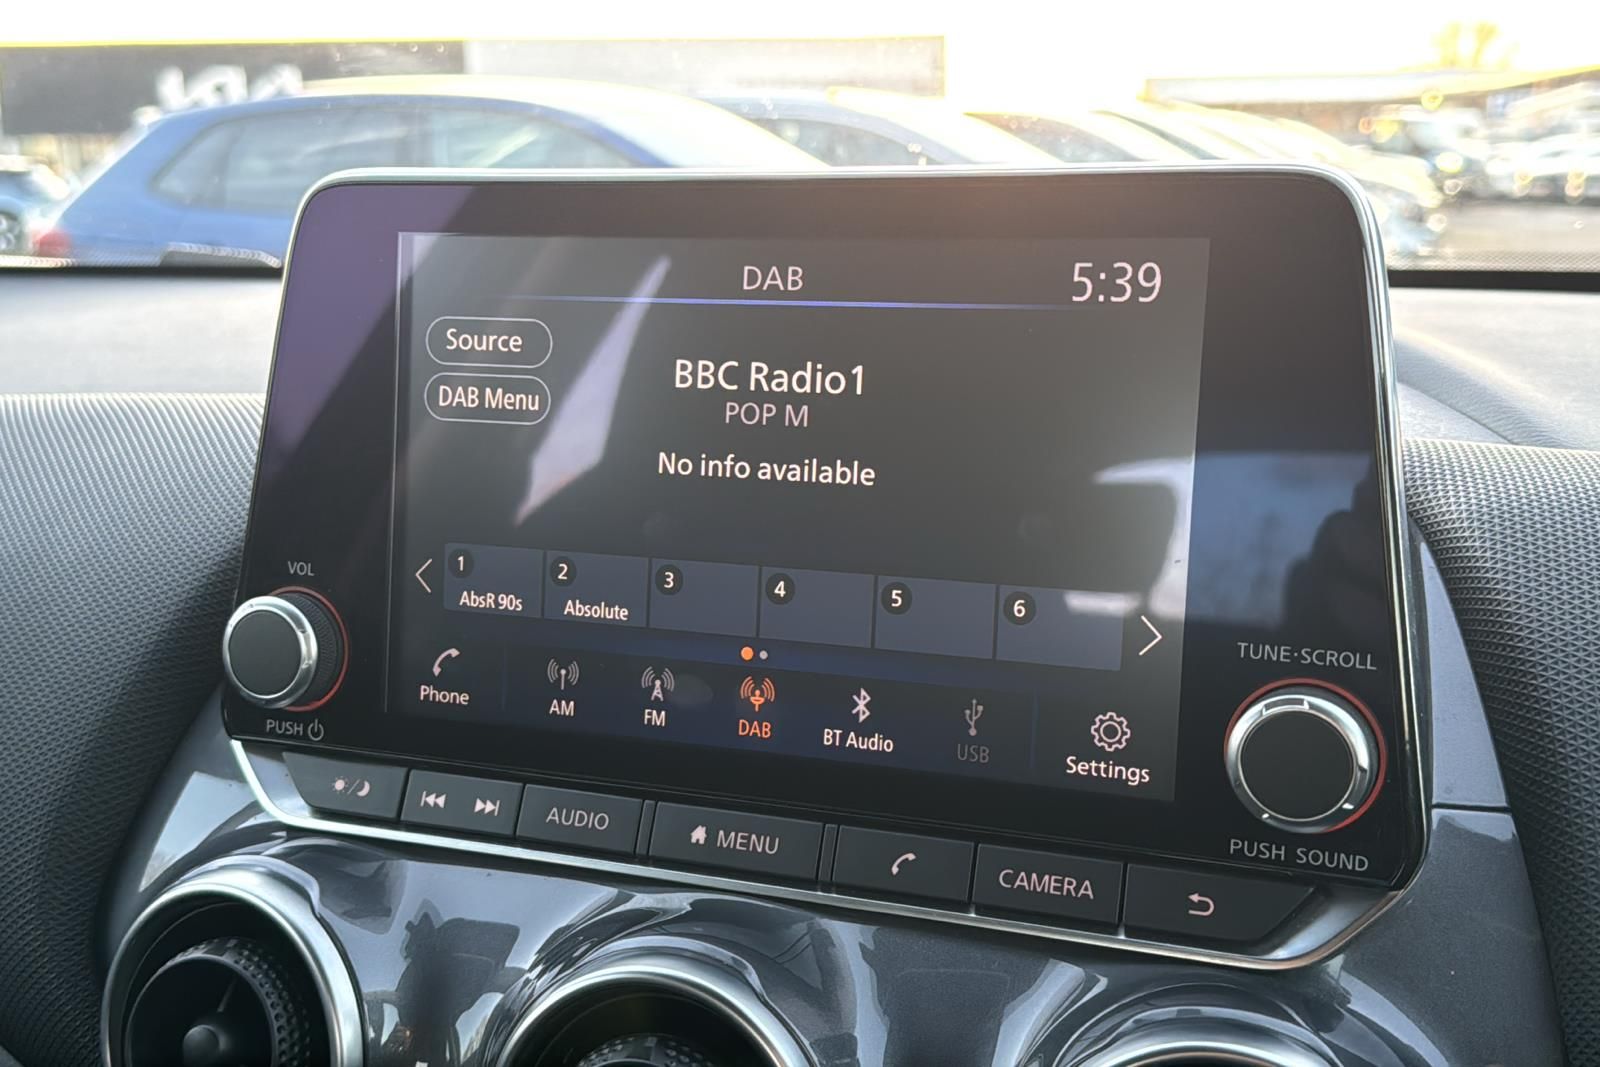 KIA
DAB
5:39
Source
DAB Menu
BBC Radio1
POP M
No info available
1
AbsR 90s
2
Absolute
3
4
5
6
VOL
PUSH
TUNE·SCROLL
PUSH SOUND
Phone
AM
FM
DAB
BT Audio
USB
Settings
AUDIO
MENU
CAMERA